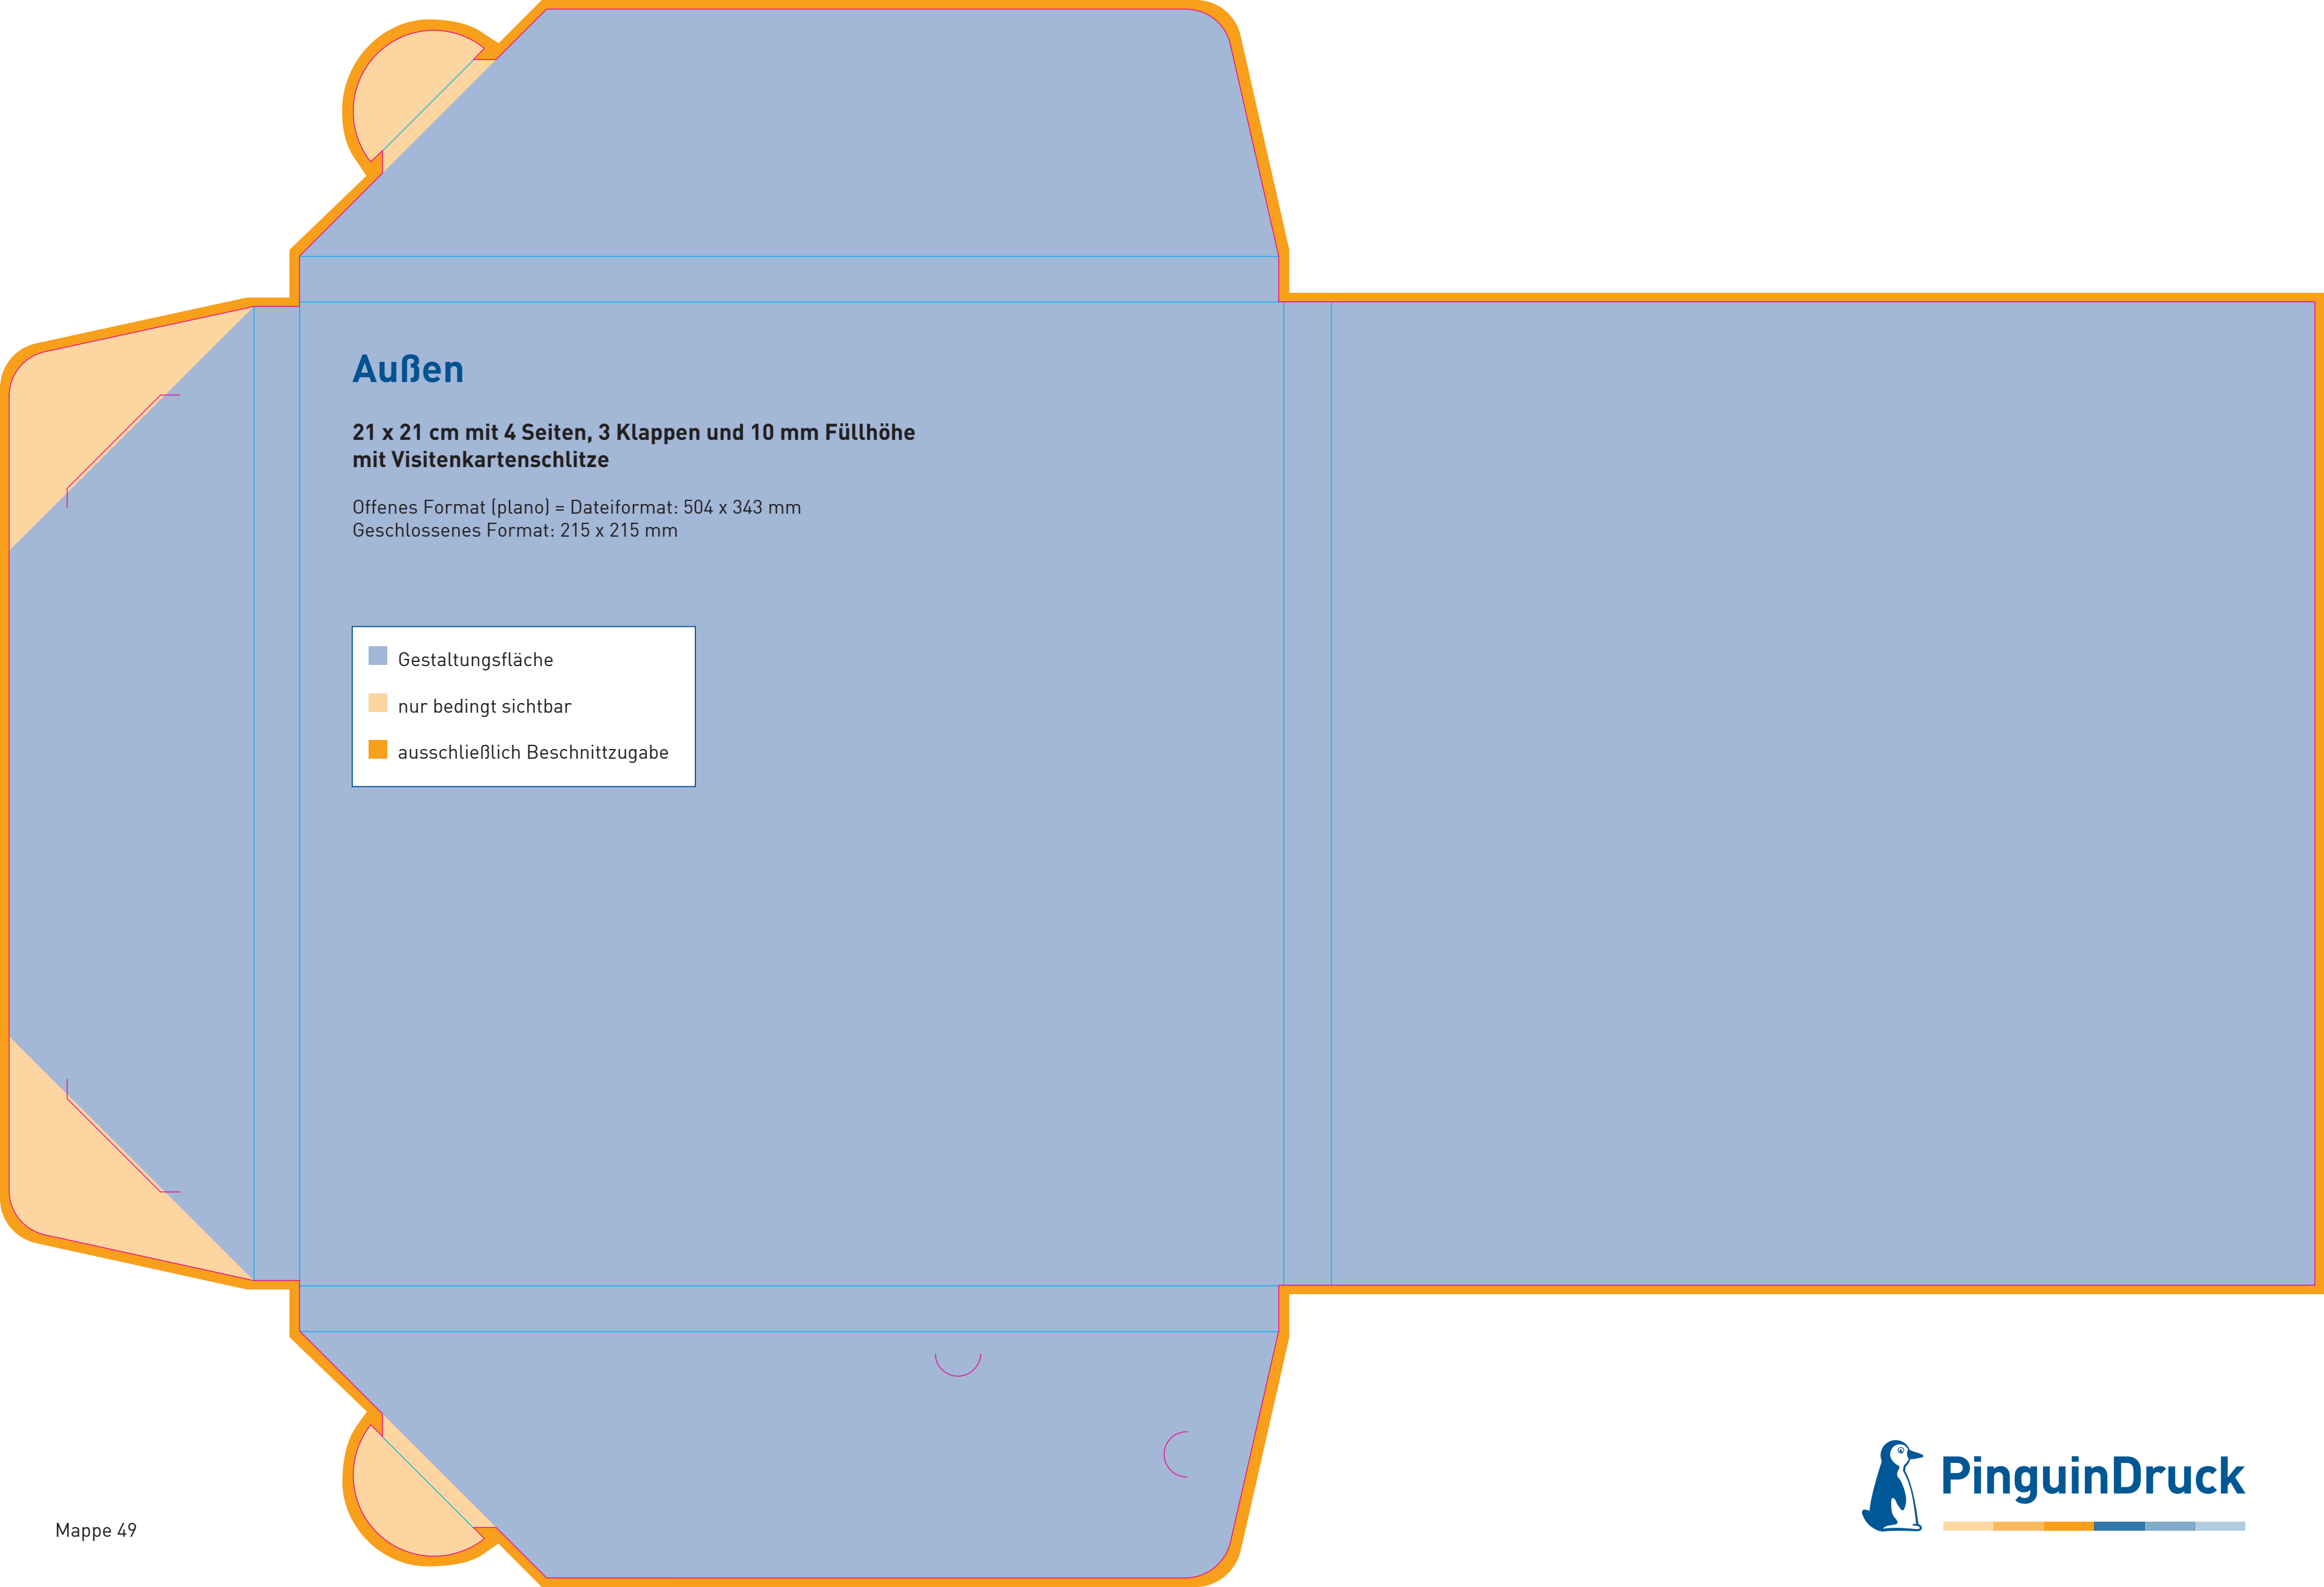 Außen
21 x 21 cm mit 4 Seiten, 3 Klappen und 10 mm Füllhöhe
mit Visitenkartenschlitze
Offenes Format (plano) = Dateiformat: 504 x 343 mm
Geschlossenes Format: 215 x 215 mm
Gestaltungsfläche
nur bedingt sichtbar
ausschließlich Beschnittzugabe
Mappe 49
PinguinDruck